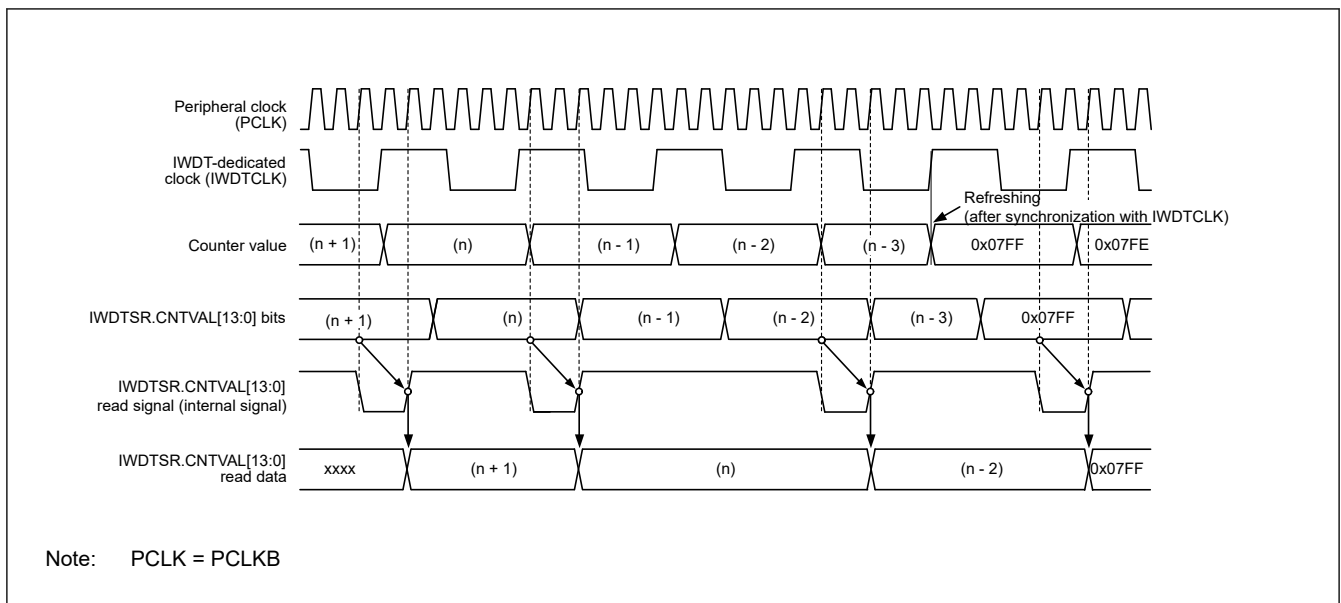 Peripheral clock
(PCLK)
IWDT-dedicated
clock (IWDTCLK)
Refreshing
(after synchronization with IWDTCLK)
Counter value
(n + 1)
(n)
(n - 1)
(n - 2)
(n - 3)
0x07FF
0x07FE
IWDTSR.CNTVAL[13:0] bits
(n + 1)
(n)
(n - 1)
(n - 2)
(n - 3)
0x07FF
IWDTSR.CNTVAL[13:0]
read signal (internal signal)
IWDTSR.CNTVAL[13:0]
read data
xxxx
(n + 1)
(n)
(n - 2)
0x07FF
Note: PCLK = PCLKB